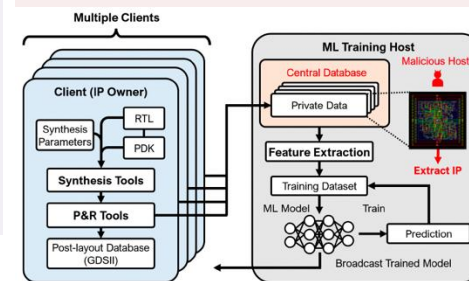 Multiple Clients
Client (IP Owner)
Synthesis
Parameters
RTL
PDK
Synthesis Tools
P&R Tools
Post-layout Database
(GDSII)
ML Training Host
Central Database
Private Data
Malicious Host
Extract IP
Feature Extraction
Training Dataset
ML Model
Train
Prediction
Broadcast Trained Model